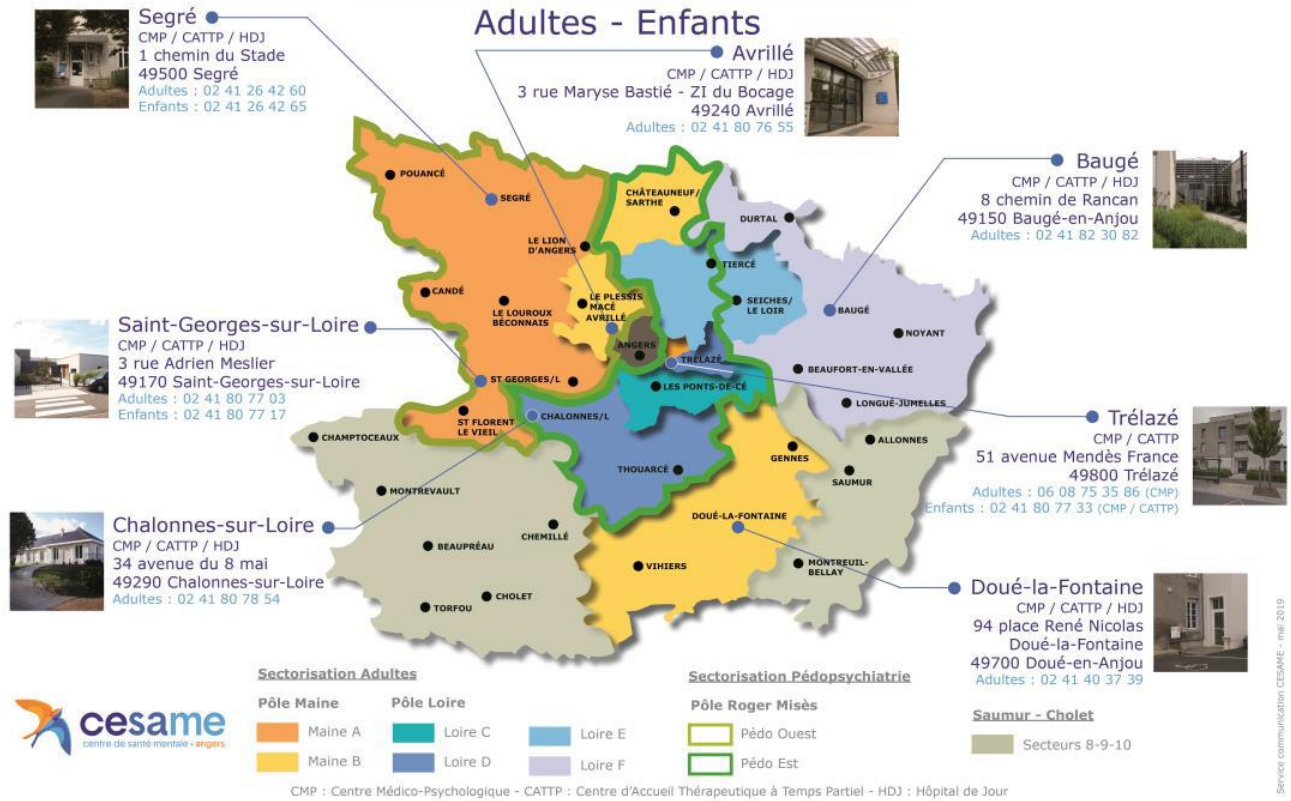 Adultes - Enfants
Segré
CMP / CATTP / HDJ
1 chemin du Stade
49500 Segré
Adultes : 02 41 26 42 60
Enfants : 02 41 26 42 65
Avrillé
CMP / CATTP / HDJ
3 rue Maryse Bastié - ZI du Bocage
49240 Avrillé
Adultes : 02 41 80 76 55
Baugé
CMP / CATTP / HDJ
8 chemin de Rancan
49150 Baugé-en-Anjou
Adultes : 02 41 82 30 82
Saint-Georges-sur-Loire
CMP / CATTP / HDJ
3 rue Adrien Meslier
49170 Saint-Georges-sur-Loire
Adultes : 02 41 80 77 03
Enfants : 02 41 80 77 17
Trélazé
CMP / CATTP
51 avenue Mendès France
49800 Trélazé
Adultes : 06 08 75 35 86 (CMP)
Enfants : 02 41 80 77 33 (CMP / CATTP)
Chalonnes-sur-Loire
CMP / CATTP / HDJ
34 avenue du 8 mai
49290 Chalonnes-sur-Loire
Adultes : 02 41 80 78 54
Doué-la-Fontaine
CMP / CATTP / HDJ
94 place René Nicolas
Doué-la-Fontaine
49700 Doué-en-Anjou
Adultes : 02 41 40 37 39
POUANCÉ
SEGRÉ
CHÂTEAUNEUF/
SARTHE
DURTAL
LE LION
D'ANGERS
TIERCÉ
CANDÉ
LE LOUROUX
BÉCONNAIS
LE PLESSIS
MACÉ
AVRILLÉ
SEICHES/
LE LOIR
BAUGÉ
NOYANT
ANGERS
TRÉLAZÉ
BEAUFORT-EN-VALLÉE
ST GEORGES/L
LES PONTS-DE-CÉ
LONGUÉ-JUMELLES
ST FLORENT
LE VIEIL
CHALONNES/L
CHAMPTOCEAUX
ALLONNES
GENNES
SAUMUR
THOUARCÉ
MONTREVAULT
DOUÉ-LA-FONTAINE
CHEMILLÉ
BEAUPRÉAU
VIHIERS
MONTREUIL-
BELLAY
CHOLET
TORFOU
cesame
centre de santé mentale • angers
Sectorisation Adultes
Pôle Maine
Maine A
Maine B
Pôle Loire
Loire C
Loire D
Loire E
Loire F
Sectorisation Pédopsychiatrie
Pôle Roger Misès
Pédo Ouest
Pédo Est
Saumur - Cholet
Secteurs 8-9-10
CMP : Centre Médico-Psychologique - CATTP : Centre d'Accueil Thérapeutique à Temps Partiel - HDJ : Hôpital de Jour
Service communication CESAME - mai 2019